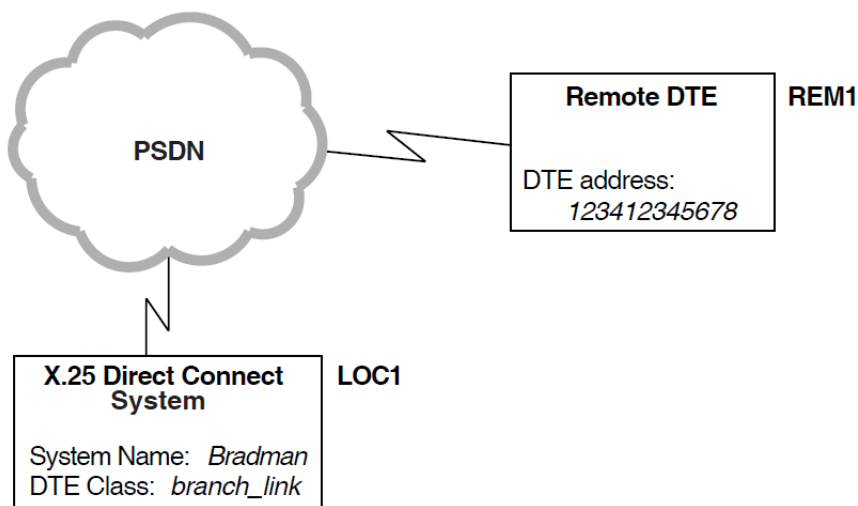 PSDN
Remote DTE
REM1
DTE address:
123412345678
X.25 Direct Connect
System
LOC1
System Name: Bradman
DTE Class: branch_link